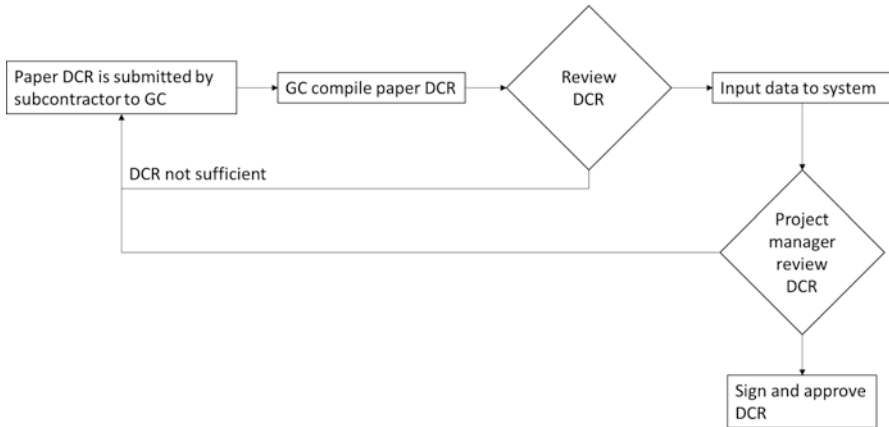 Paper DCR is submitted by
subcontractor to GC
GC compile paper DCR
Review
DCR
Input data to system
DCR not sufficient
Project
manager
review
DCR
Sign and approve
DCR